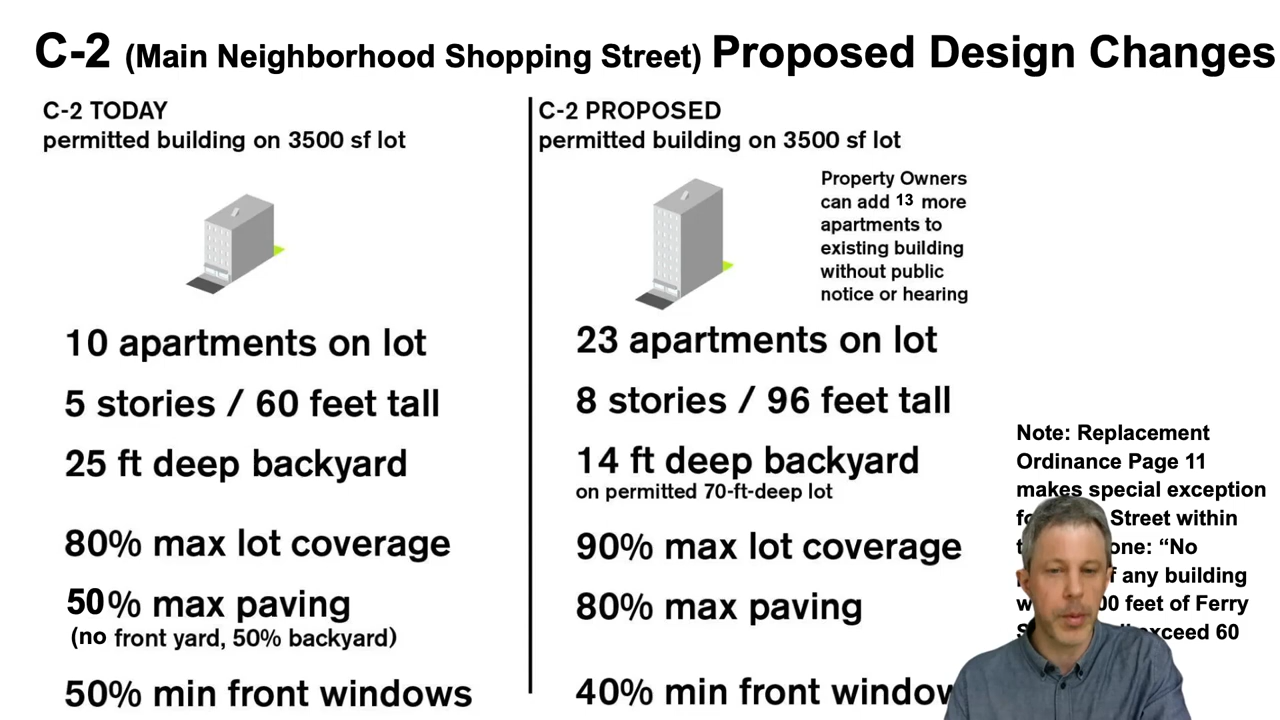 C-2 (Main Neighborhood Shopping Street) Proposed Design Changes
C-2 TODAY
permitted building on 3500 sf lot
10 apartments on lot
5 stories / 60 feet tall
25 ft deep backyard
80% max lot coverage
50% max paving
(no front yard, 50% backyard)
50% min front windows
C-2 PROPOSED
permitted building on 3500 sf lot
Property Owners
can add 13 more
apartments to
existing building
without public
notice or hearing
23 apartments on lot
8 stories / 96 feet tall
14 ft deep backyard
on permitted 70-ft-deep lot
90% max lot coverage
80% max paving
40% min front
Note: Replacement
Ordinance Page 11
makes special exception
Street within
“No
any building
feet of Ferry
exceed 60